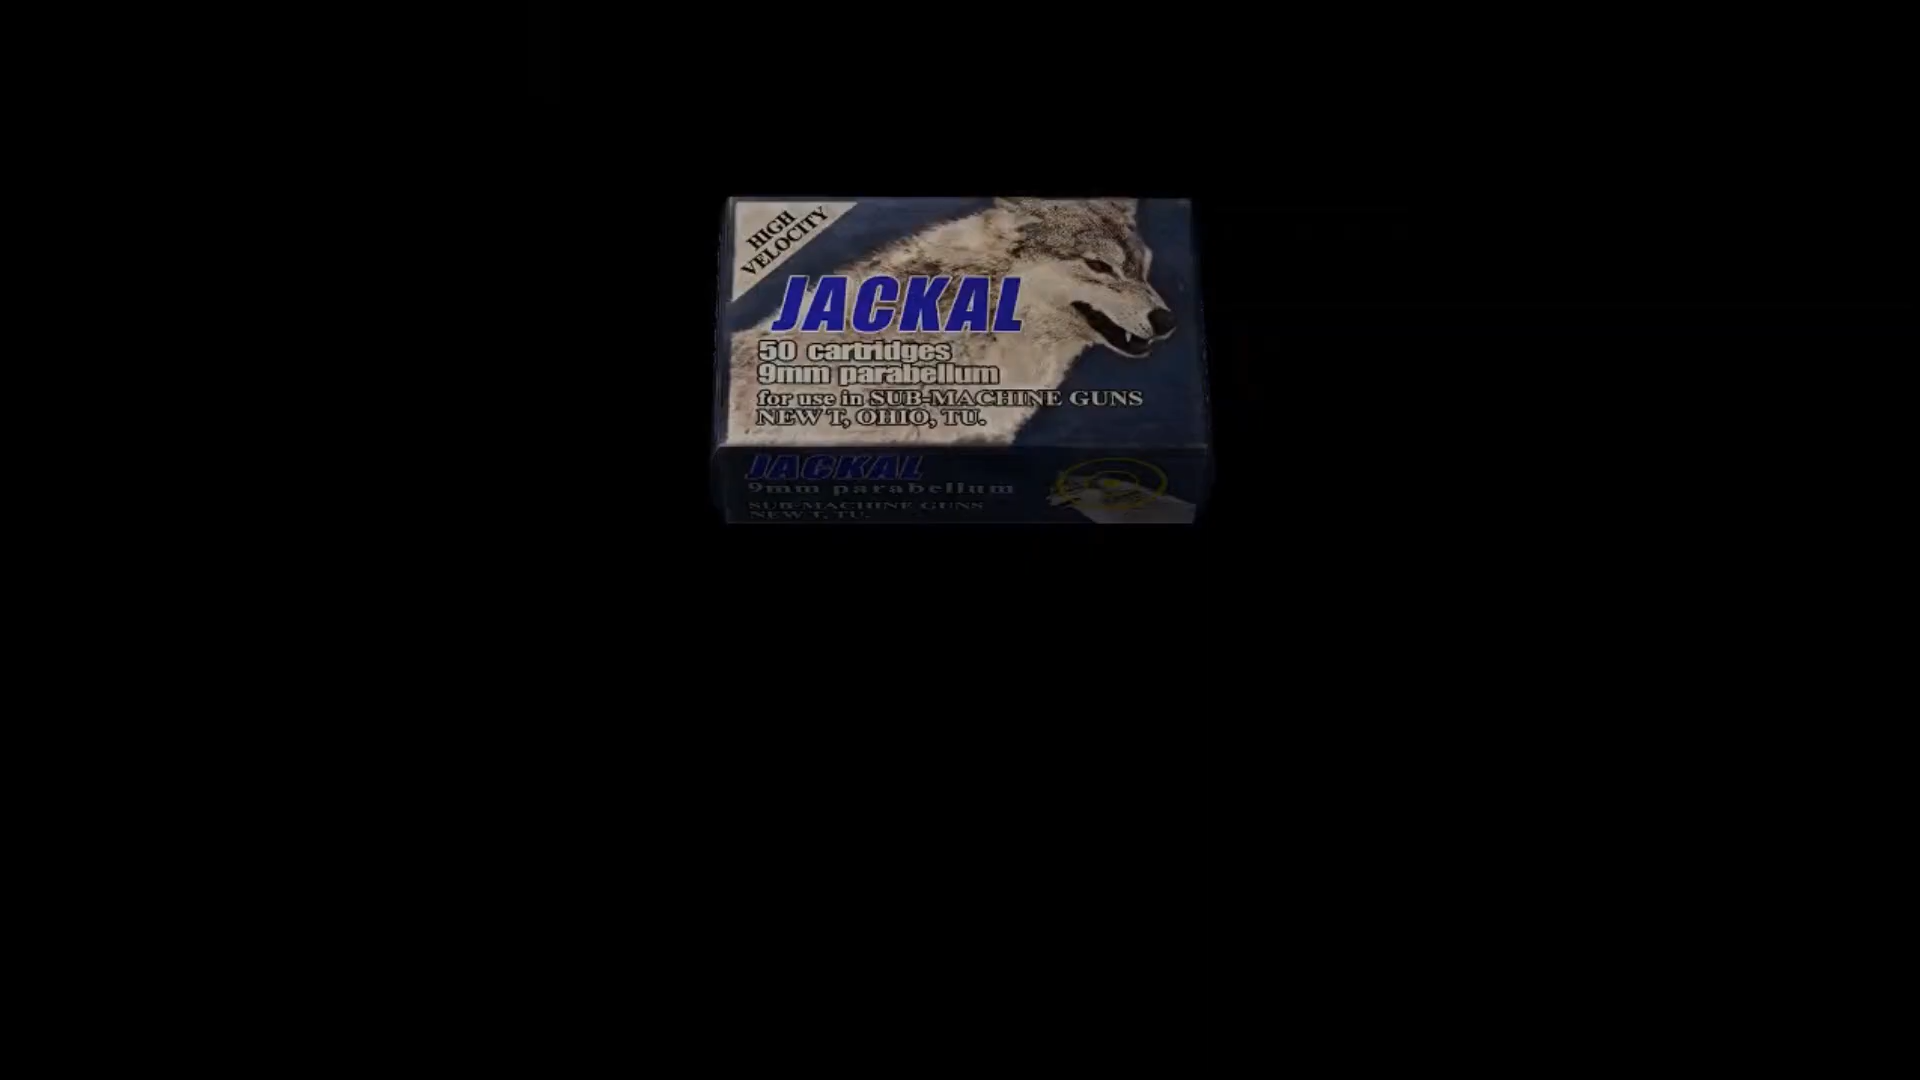 HIGH
VELOCITY
JACKAL
50 cartridges
9mm parabellum
for use in SUB-MACHINE GUNS
NEW T, OHIO, TU.
JACKAL
9mm parabellum
SUB-MACHINE GUNS
NEW T, TU.